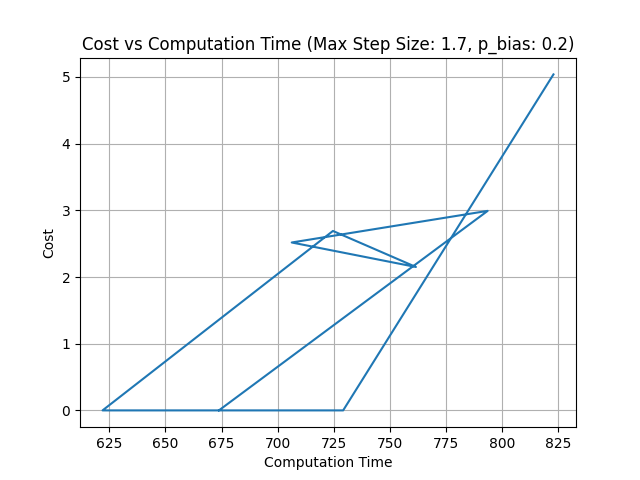 Cost vs Computation Time (Max Step Size: 1.7, p_bias: 0.2)
5
4
3
2
1
0
Cost
625 650 675 700 725 750 775 800 825
Computation Time